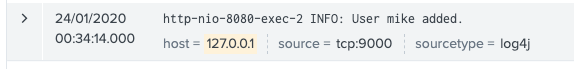 24/01/2020 http-nio-8080-exec-2 INFO: User mike added.
00:34:14.000 host = 127.0.0.1 source = tcp:9000 sourcetype = log4j